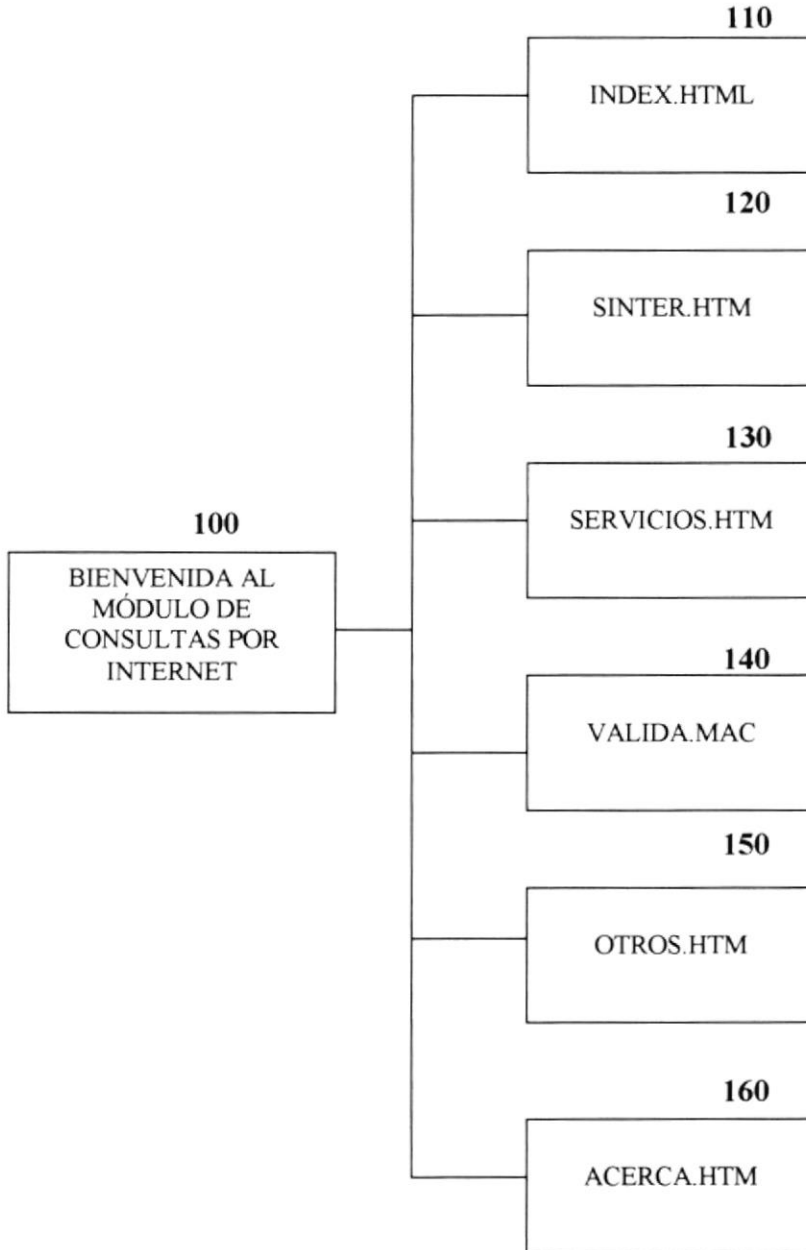 110
INDEX.HTML
120
SINTER.HTM
130
SERVICIOS.HTM
100
BIENVENIDA AL
MÓDULO DE
CONSULTAS POR
INTERNET
140
VALIDA.MAC
150
OTROS.HTM
160
ACERCA.HTM